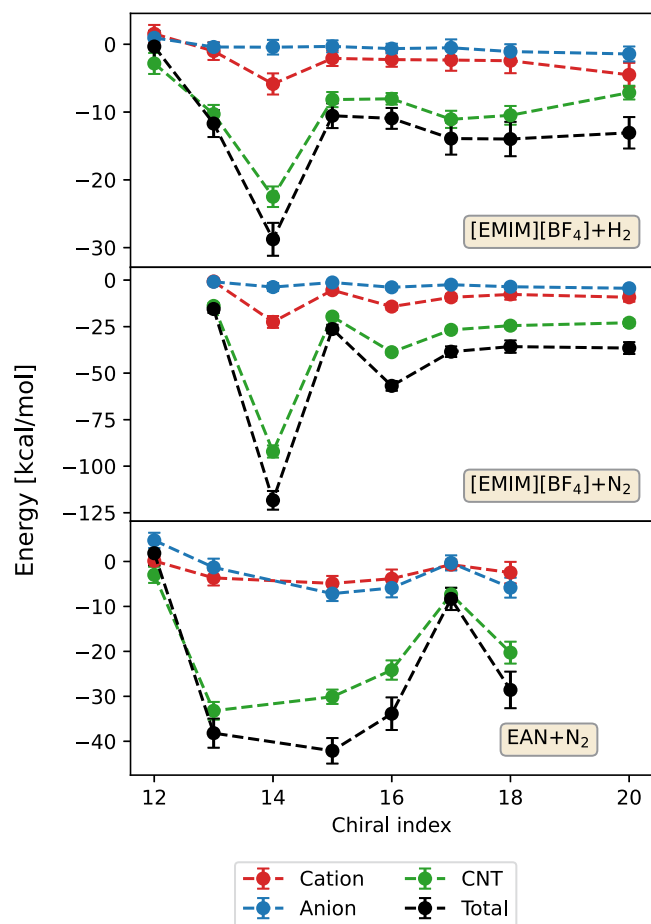 0
−10
−20
−30
[EMIM][BF4]+H2
0
−25
−50
−75
−100
−125
[EMIM][BF4]+N2
0
−10
−20
−30
−40
EAN+N2
Energy [kcal/mol]
12 14 16 18 20
Chiral index
Cation CNT
Anion Total